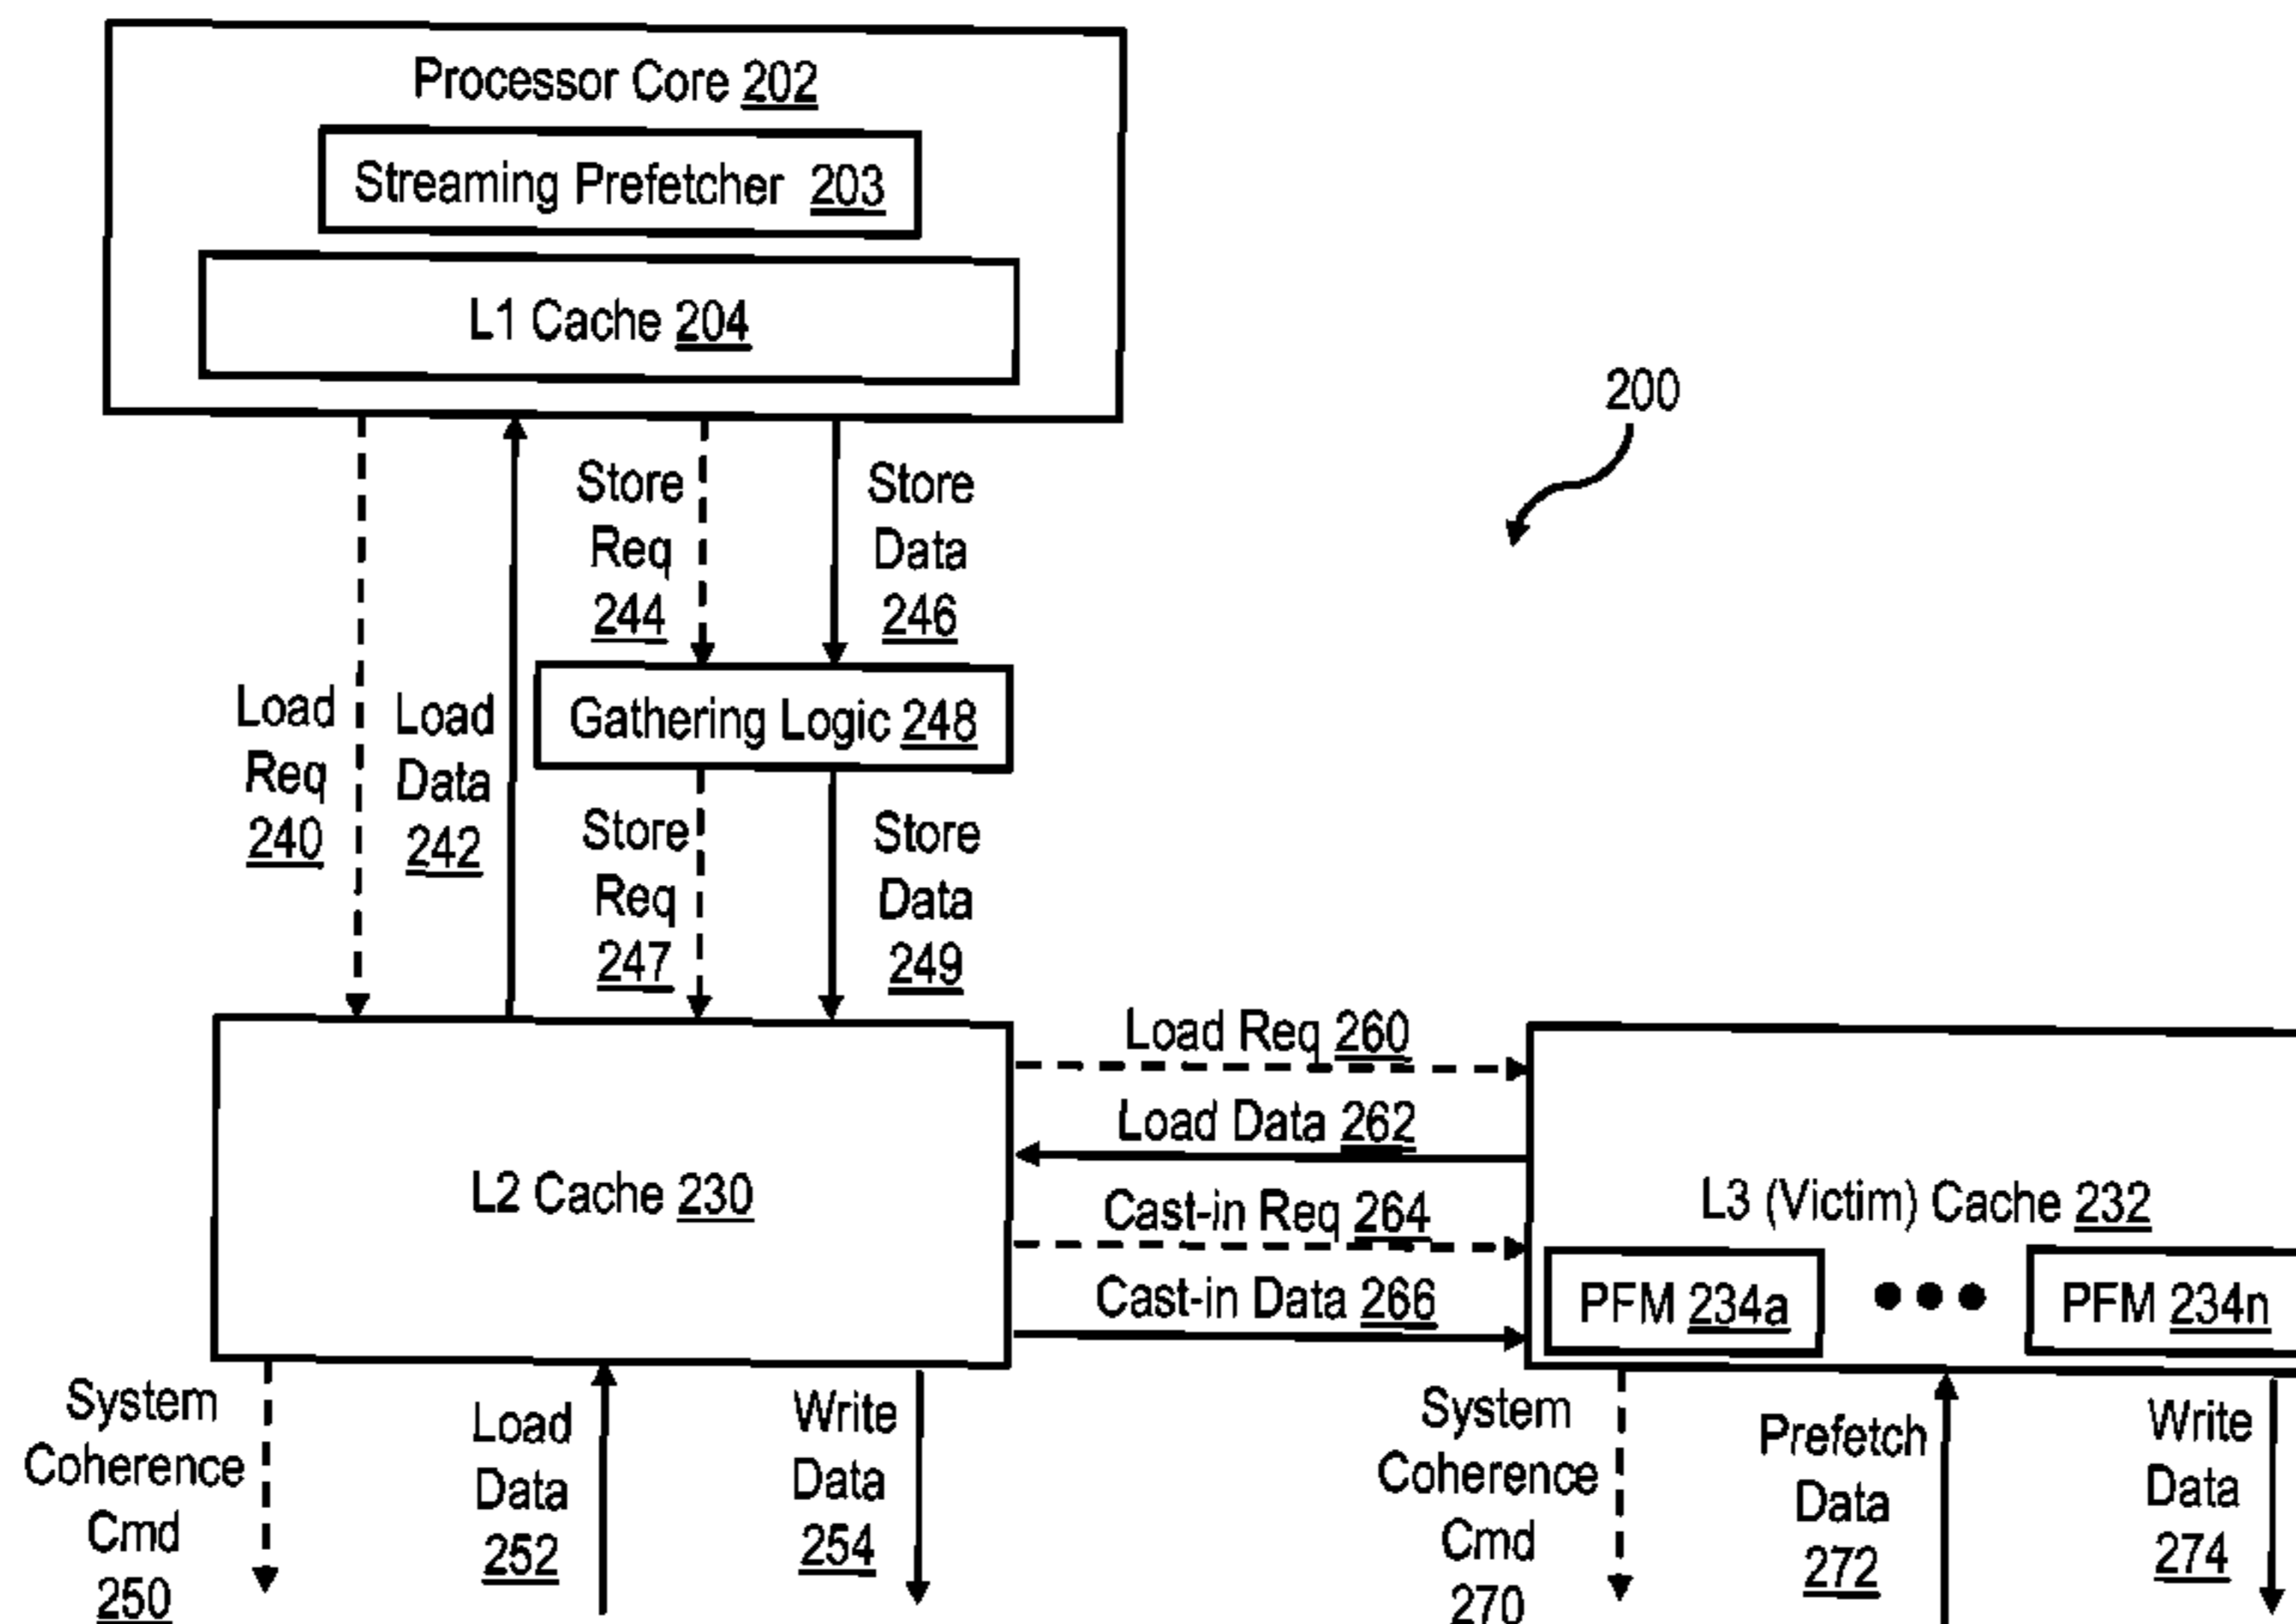 Processor Core 202
Streaming Prefetcher 203
L1 Cache 204
200
Store
Req
244
Store
Data
246
Load
Req
240
Load
Data
242
Gathering Logic 248
Store
Req
247
Store
Data
249
Load Req 260
Load Data 262
Cast-in Req 264
Cast-in Data 266
L2 Cache 230
L3 (Victim) Cache 232
PFM 234a
PFM 234n
System
Coherence
Cmd
250
Load
Data
252
Write
Data
254
System
Coherence
Cmd
270
Prefetch
Data
272
Write
Data
274